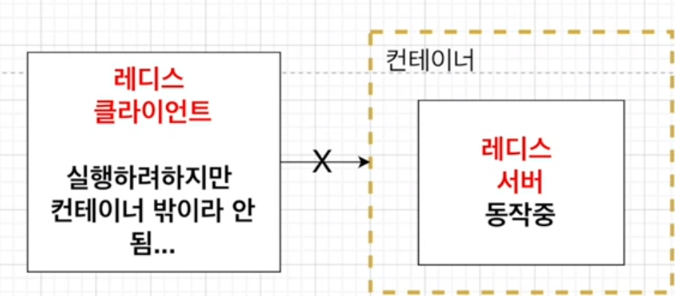 레디스
클라이언트
실행하려하지만
컨테이너 밖이라 안
됨...
X
컨테이너
레디스
서버
동작중